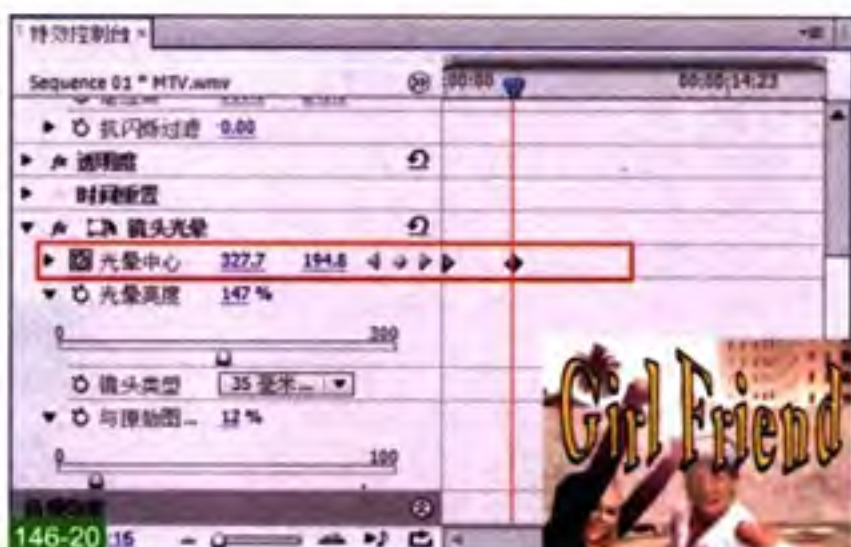 特效控制台 ×
Sequence 01 * MTV.wmv :00:00 00:00:14:23
抗闪烁过滤 0.00
fx 透明度
时间重置
fx 镜头光晕
光晕中心 327.7 194.8
光晕亮度 147 %
0 300
镜头类型 35 毫米...
与原始图... 12 %
0 100
146-20 :16
Girl Friend